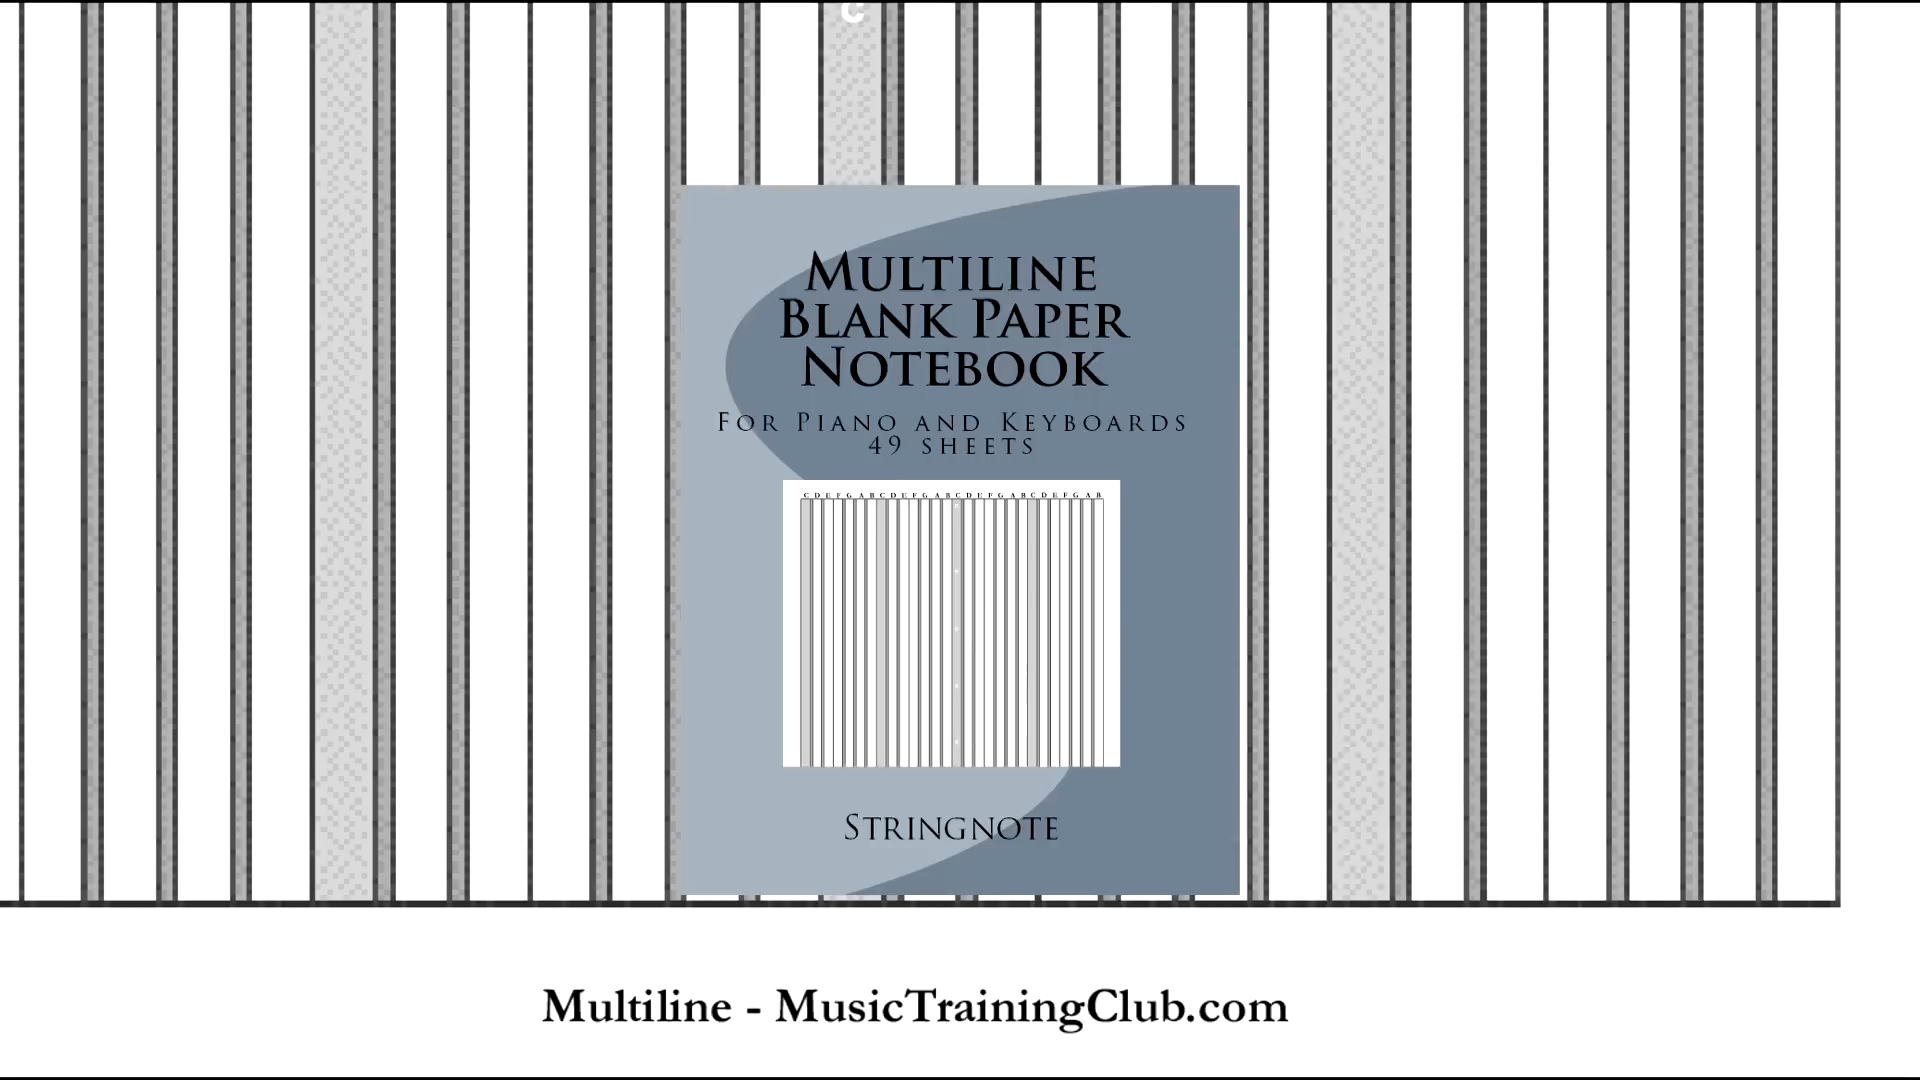 C
Multiline
Blank Paper
Notebook
For Piano and Keyboards
49 sheets
C D E F G A B C D E F G A B C D E F G A B C D E F G A B
Stringnote
Multiline - MusicTrainingClub.com